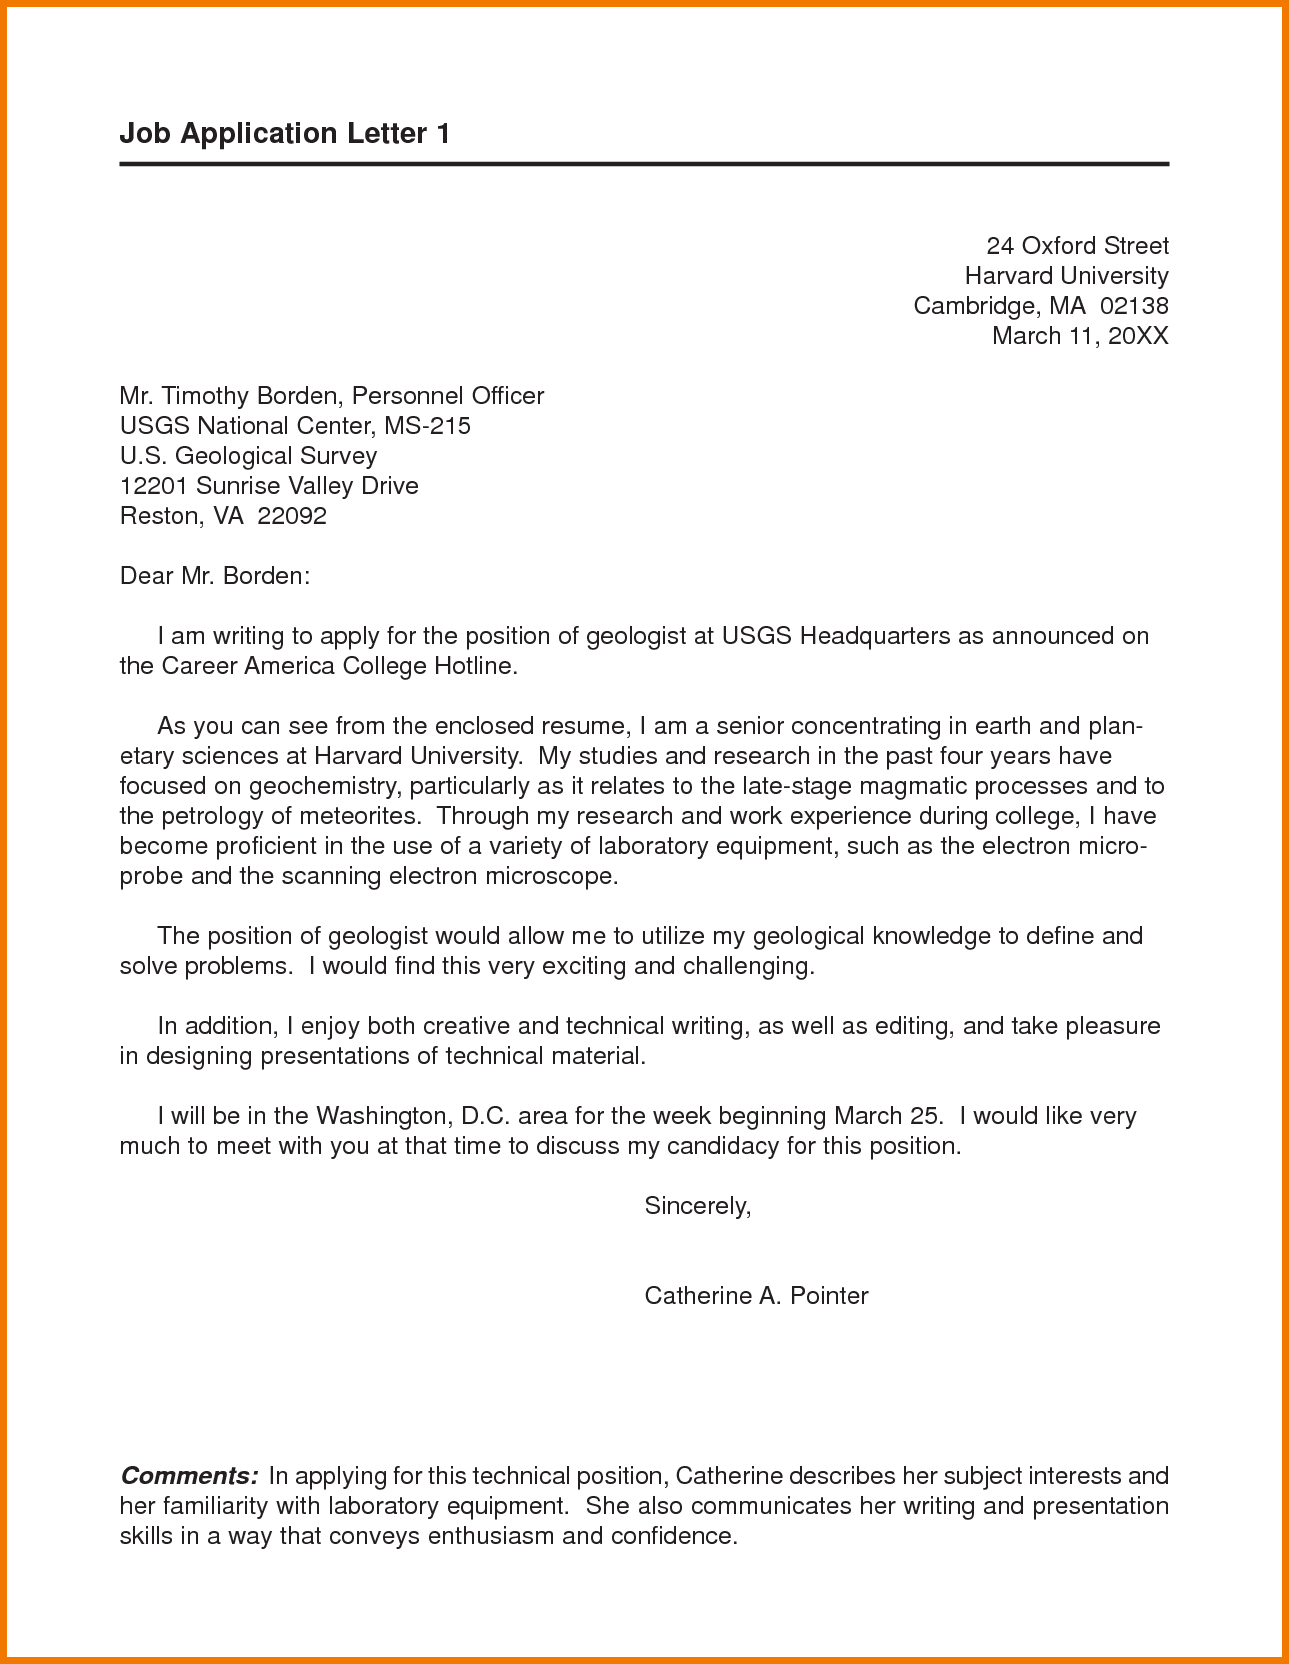 Job Application Letter 1
24 Oxford Street
Harvard University
Cambridge, MA  02138
March 11, 20XX
Mr. Timothy Borden, Personnel Officer
USGS National Center, MS-215
U.S. Geological Survey
12201 Sunrise Valley Drive
Reston, VA  22092
Dear Mr. Borden:
I am writing to apply for the position of geologist at USGS Headquarters as announced on
the Career America College Hotline.
As you can see from the enclosed resume, I am a senior concentrating in earth and plan-
etary sciences at Harvard University.  My studies and research in the past four years have
focused on geochemistry, particularly as it relates to the late-stage magmatic processes and to
the petrology of meteorites.  Through my research and work experience during college, I have
become proficient in the use of a variety of laboratory equipment, such as the electron micro-
probe and the scanning electron microscope.
The position of geologist would allow me to utilize my geological knowledge to define and
solve problems.  I would find this very exciting and challenging.
In addition, I enjoy both creative and technical writing, as well as editing, and take pleasure
in designing presentations of technical material.
I will be in the Washington, D.C. area for the week beginning March 25.  I would like very
much to meet with you at that time to discuss my candidacy for this position.
Sincerely,
Catherine A. Pointer
Comments:  In applying for this technical position, Catherine describes her subject interests and
her familiarity with laboratory equipment.  She also communicates her writing and presentation
skills in a way that conveys enthusiasm and confidence.